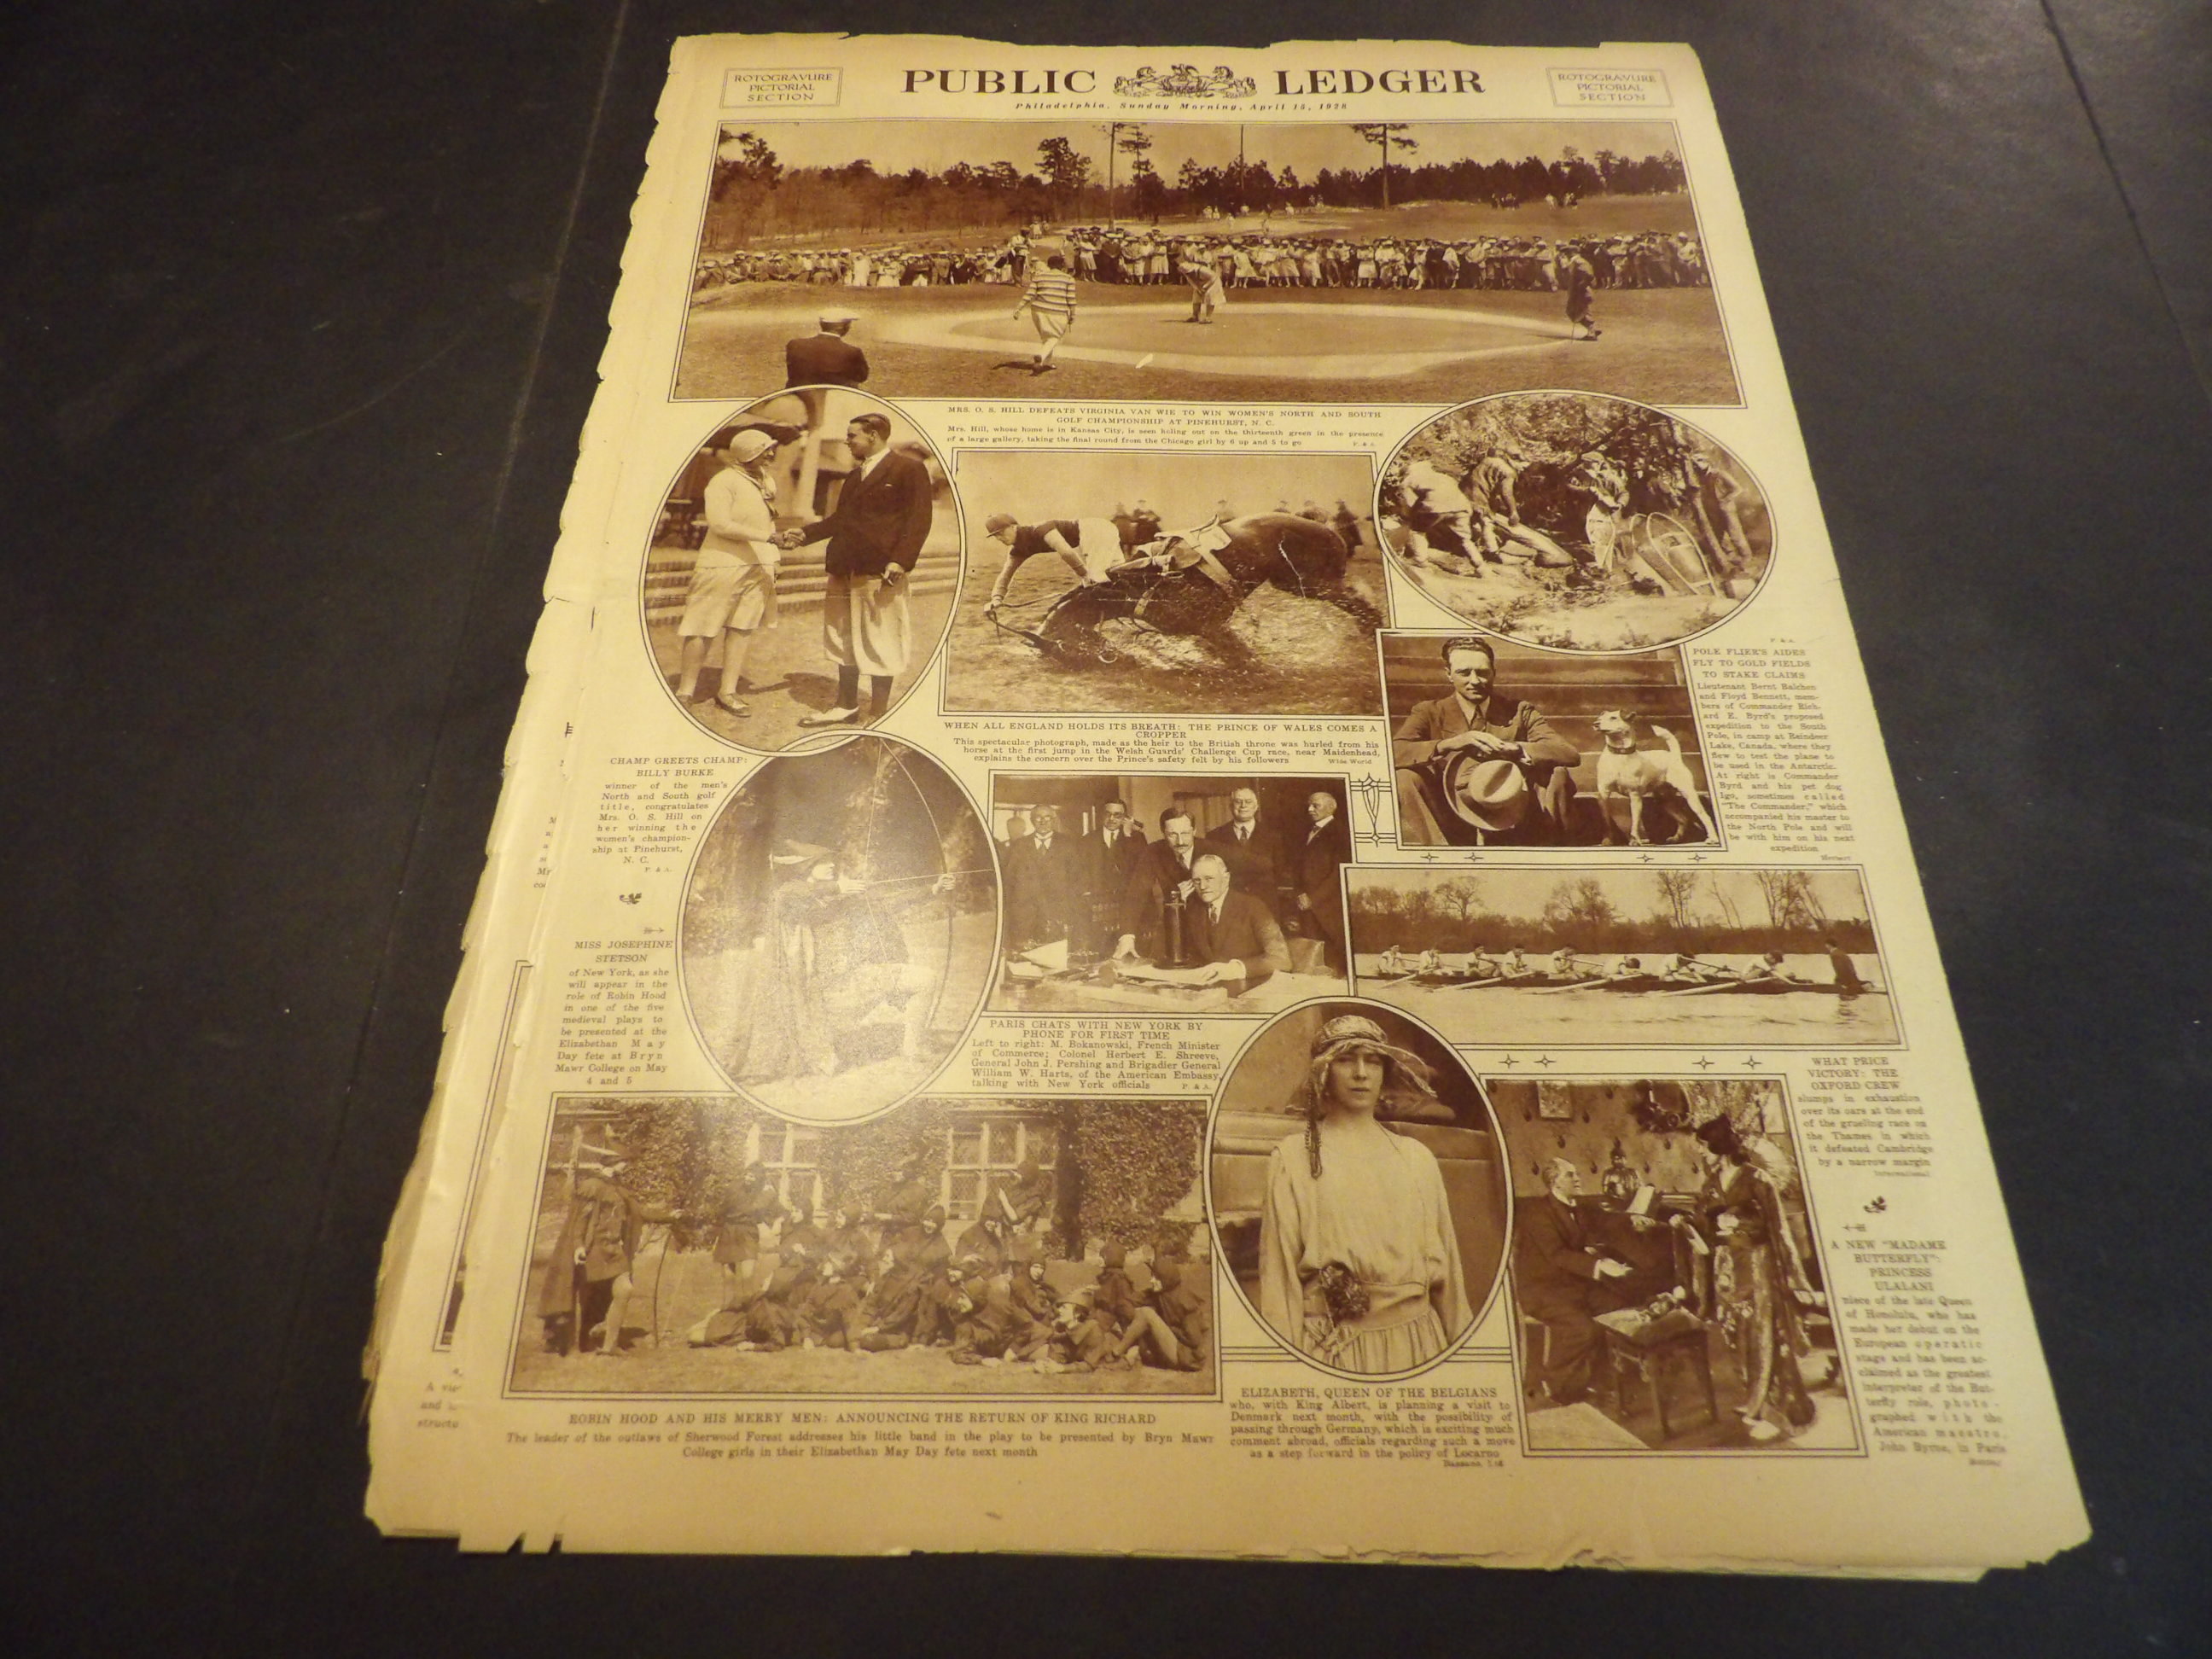 ROTOGRAVURE
PICTORIAL
SECTION
PUBLIC LEDGER
Philadelphia, Sunday Morning, April 15, 1928
ROTOGRAVURE
PICTORIAL
SECTION
MRS. O. S. HILL DEFEATS VIRGINIA VAN WIE TO WIN WOMEN'S NORTH AND SOUTH
GOLF CHAMPIONSHIP AT PINEHURST, N. C.
Mrs. Hill, whose home is in Kansas City, is seen holing out on the thirteenth green in the presence
of a large gallery, taking the final round from the Chicago girl by 6 up and 5 to go
P. & A.
WHEN ALL ENGLAND HOLDS ITS BREATH: THE PRINCE OF WALES COMES A
CROPPER
This spectacular photograph, made as the heir to the British throne was hurled from his
horse at the first jump in the Welsh Guards' Challenge Cup race, near Maidenhead,
explains the concern over the Prince's safety felt by his followers
Wide World
P. & A.
POLE FLIER'S AIDES
FLY TO GOLD FIELDS
TO STAKE CLAIMS
Lieutenant Bernt Balchen
and Floyd Bennett, mem-
bers of Commander Rich-
ard E. Byrd's proposed
expedition to the South
Pole, in camp at Reindeer
Lake, Canada, where they
flew to test the plane to
be used in the Antarctic.
At right is Commander
Byrd and his pet dog
Igo, sometimes called
"The Commander," which
accompanied his master to
the North Pole and will
be with him on his next
expedition
CHAMP GREETS CHAMP:
BILLY BURKE
winner of the men's
North and South golf
title, congratulates
Mrs. O. S. Hill on
her winning the
women's champion-
ship at Pinehurst,
N. C.
P. & A.
MISS JOSEPHINE
STETSON
of New York, as she
will appear in the
role of Robin Hood
in one of the five
medieval plays to
be presented at the
Elizabethan May
Day fete at Bryn
Mawr College on May
4 and 5
PARIS CHATS WITH NEW YORK BY
PHONE FOR FIRST TIME
Left to right: M. Bokanowski, French Minister
of Commerce; Colonel Herbert E. Shreeve,
General John J. Pershing and Brigadier General
William W. Harts, of the American Embassy,
talking with New York officials
P. & A.
WHAT PRICE
VICTORY: THE
OXFORD CREW
slumps in exhaustion
over its oars at the end
of the grueling race on
the Thames in which
it defeated Cambridge
by a narrow margin
International
A NEW "MADAME
BUTTERFLY":
PRINCESS
ULALANI
niece of the late Queen
of Honolulu, who has
made her debut on the
European operatic
stage and has been ac-
claimed as the greatest
interpreter of the But-
terfly role, photo-
graphed with the
American maestro,
John Byrne, in Paris
ROBIN HOOD AND HIS MERRY MEN: ANNOUNCING THE RETURN OF KING RICHARD
The leader of the outlaws of Sherwood Forest addresses his little band in the play to be presented by Bryn Mawr
College girls in their Elizabethan May Day fete next month
ELIZABETH, QUEEN OF THE BELGIANS
who, with King Albert, is planning a visit to
Denmark next month, with the possibility of
passing through Germany, which is exciting much
comment abroad, officials regarding such a move
as a step forward in the policy of Locarno
Bassano, Ltd